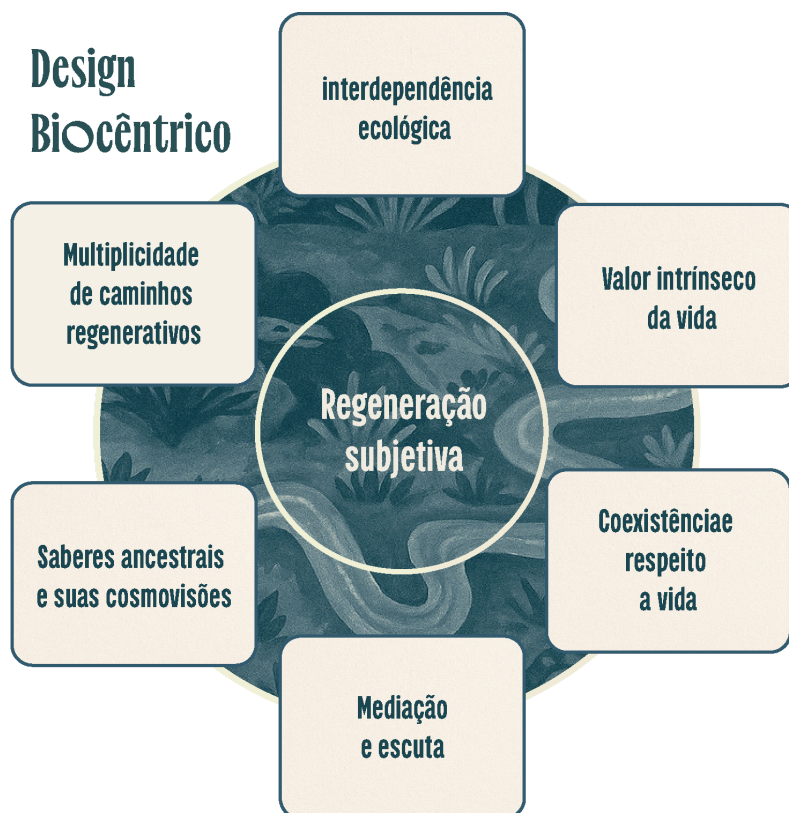 Design
Biocêntrico
interdependência
ecológica
Multiplicidade
de caminhos
regenerativos
Valor intrínseco
da vida
Regeneração
subjetiva
Saberes ancestrais
e suas cosmovisões
Coexistênciae
respeito
a vida
Mediação
e escuta